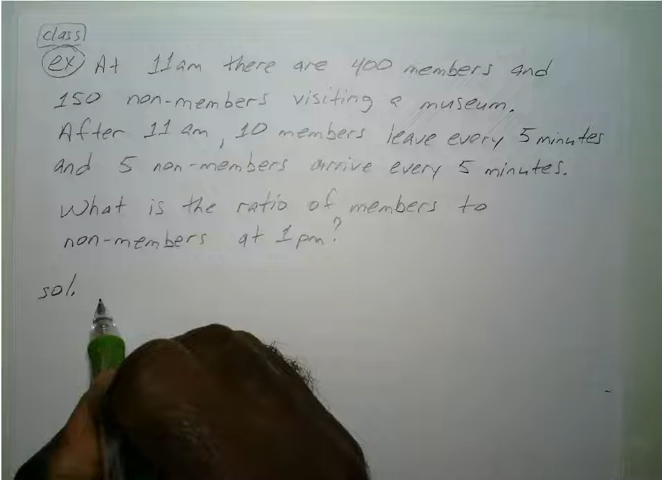 class
ex At 11am there are 400 members and
150 non-members visiting a museum.
After 11 am, 10 members leave every 5 minutes
and 5 non-members arrive every 5 minutes.
What is the ratio of members to
non-members at 1pm?
sol.